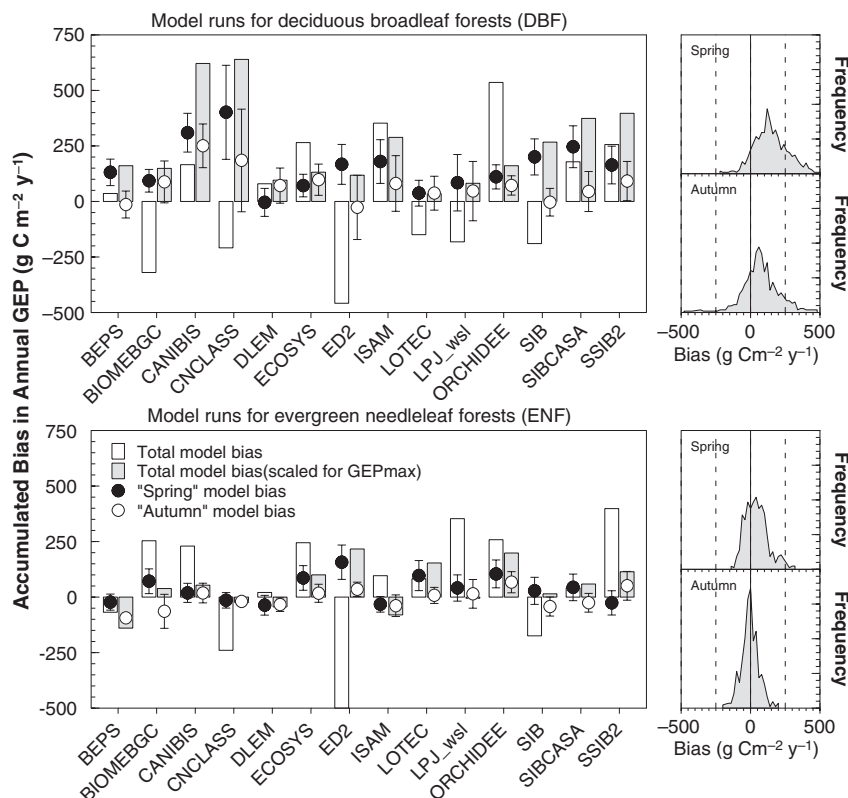 Model runs for deciduous broadleaf forests (DBF)
750
500
250
0
−250
−500
BEPS
BIOMEBGC
CANIBIS
CNCLASS
DLEM
ECOSYS
ED2
ISAM
LOTEC
LPJ_wsl
ORCHIDEE
SIB
SIBCASA
SSIB2
Spring
Frequency
Autumn
Frequency
−500
0
500
Bias (g Cm−2 y−1)
Accumulated Bias in Annual GEP (g C m−2 y−1)
Model runs for evergreen needleleaf forests (ENF)
750
500
250
0
-250
-500
Total model bias
Total model bias(scaled for GEPmax)
"Spring" model bias
"Autumn" model bias
BEPS
BIOMEBGC
CANIBIS
CNCLASS
DLEM
ECOSYS
ED2
ISAM
LOTEC
LPJ_wsl
ORCHIDEE
SIB
SIBCASA
SSIB2
Spring
Frequency
Autumn
Frequency
-500
0
500
Bias (g Cm−2 y−1)